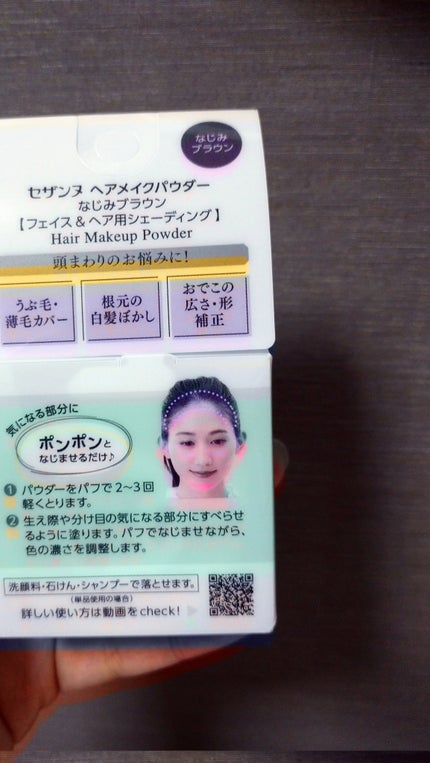 なじみ
ブラウン
セザンヌ ヘアメイクパウダー
なじみブラウン
【フェイス&ヘア用シェーディング】
Hair Makeup Powder
頭まわりのお悩みに!
うぶ毛・
薄毛カバー
根元の
白髪ぼかし
おでこの
広さ・形
補正
気になる部分に
ポンポンと
なじませるだけ♪
❶ パウダーをパフで2〜3回
軽くとります。
❷ 生え際や分け目の気になる部分にすべらせ
るように塗ります。パフでなじませながら、
色の濃さを調整します。
洗顔料・石けん・シャンプーで落とせます。
(単品使用の場合)
詳しい使い方は動画をcheck!